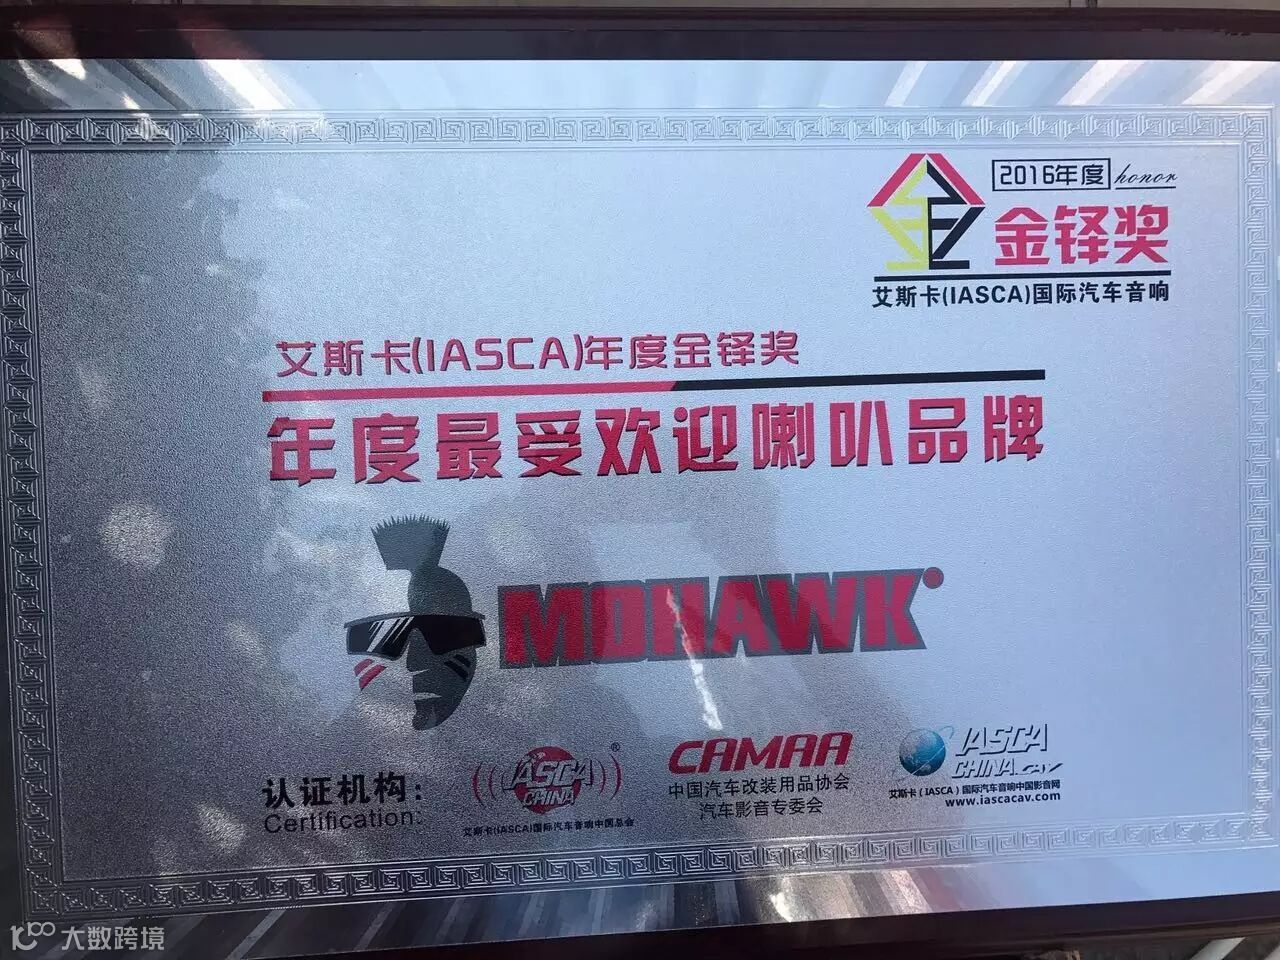 2016年度 honor
金铎奖
艾斯卡(IASCA)国际汽车音响
艾斯卡(IASCA)年度金铎奖
年度最受欢迎喇叭品牌
MOHAWK
认证机构:
Certification:
IASCA ®
CHINA
艾斯卡(IASCA)国际汽车音响中国总会
CAMAA
中国汽车改装用品协会
汽车影音专委会
IASCA
CHINA.CAV
艾斯卡(IASCA)国际汽车音响中国影音网
www.iascacav.com
大数跨境